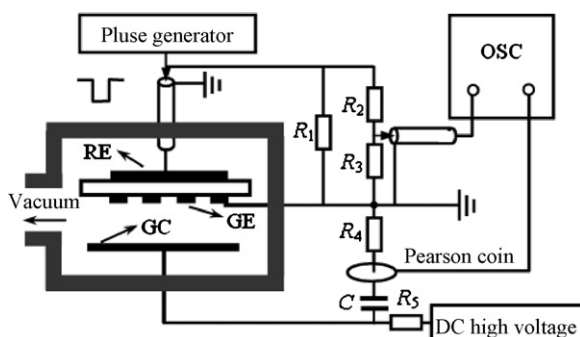 Pluse generator
OSC
R2
R1
R3
RE
Vacuum
GE
GC
R4
Pearson coin
C
R5
DC high voltage